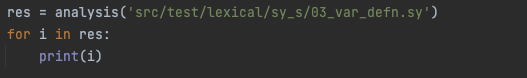 res = analysis('src/test/lexical/sy_s/03_var_defn.sy')
for i in res:
    print(i)